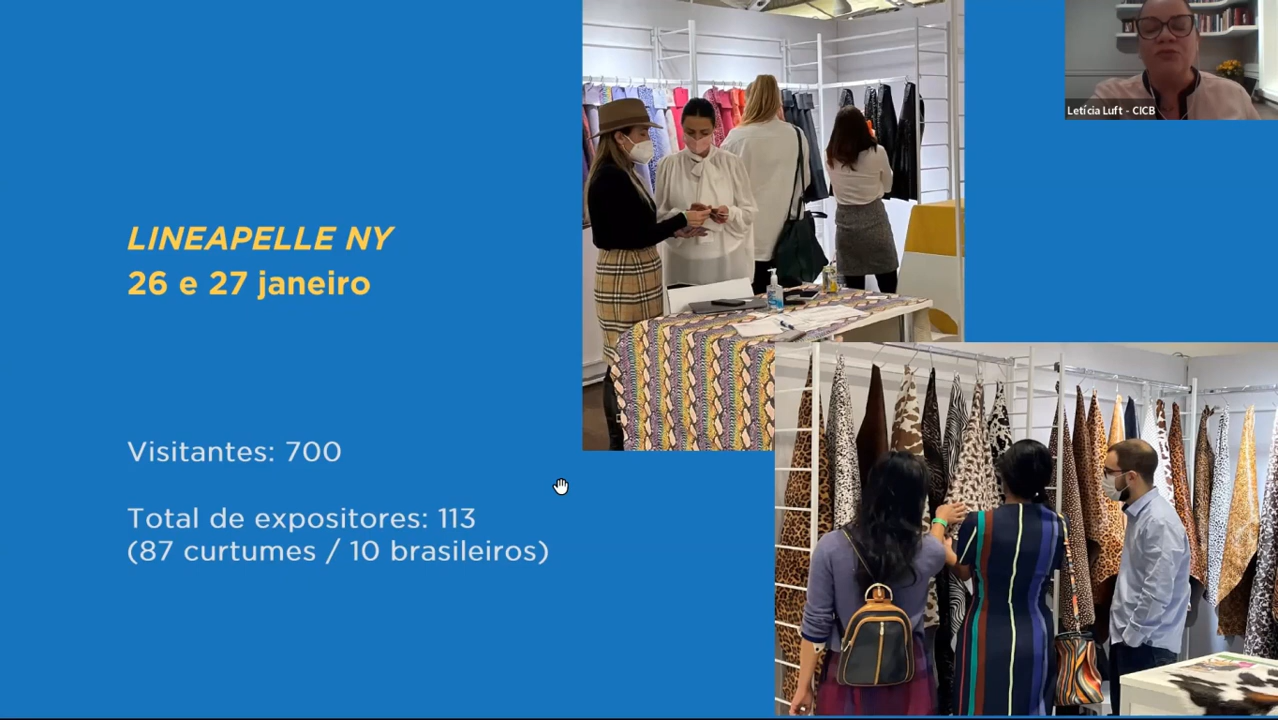 LINEAPELLE NY
26 e 27 janeiro
Visitantes: 700
Total de expositores: 113
(87 curtumes / 10 brasileiros)
Letícia Luft - CICB